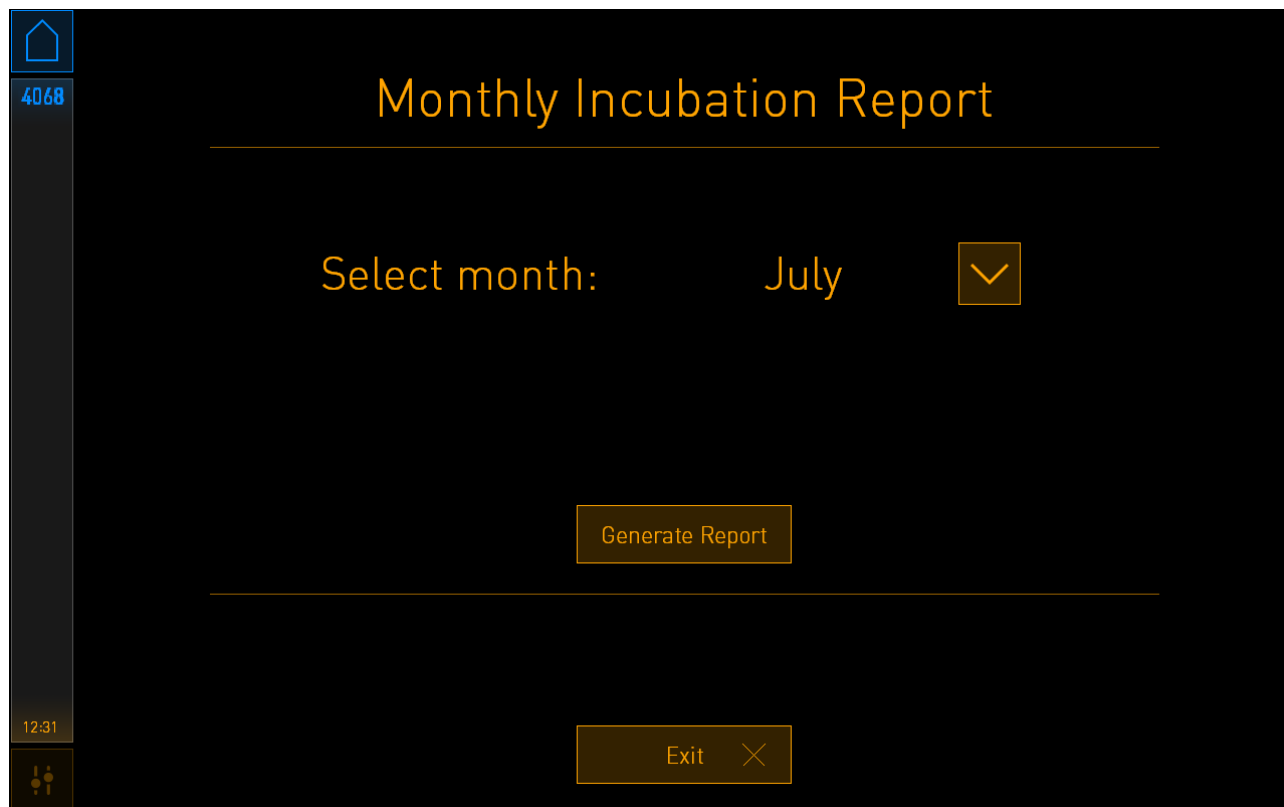 4068
Monthly Incubation Report
Select month: July
Generate Report
12:31
Exit